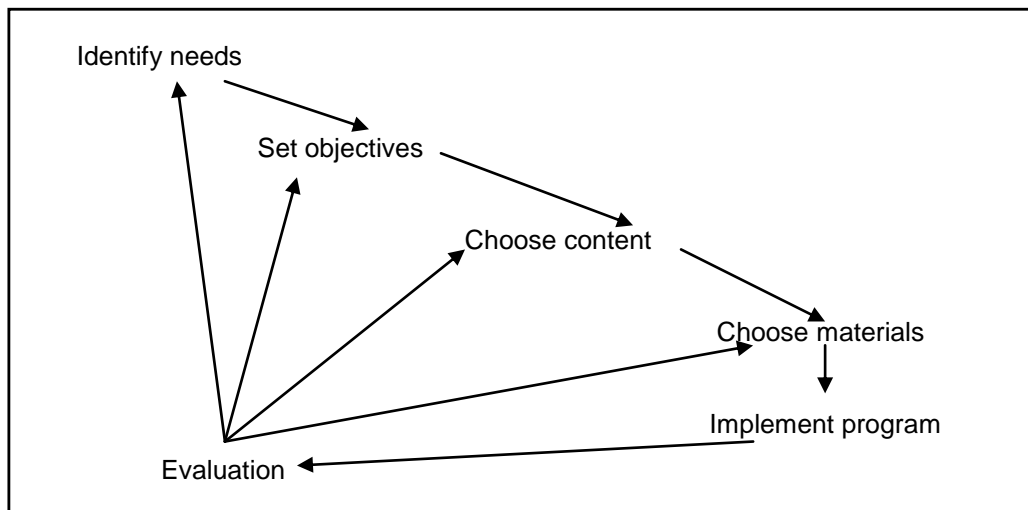 Identify needs
Set objectives
Choose content
Choose materials
Implement program
Evaluation